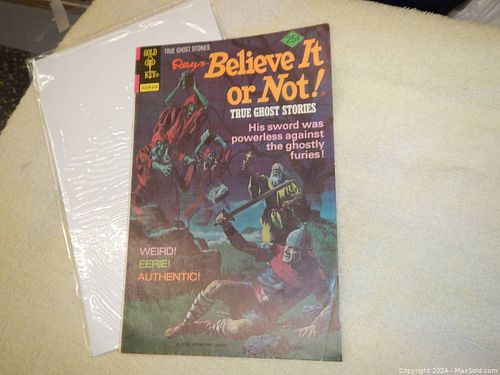 GOLD
KEY
TRUE GHOST STORIES
25¢
Ripley's
Believe It
or Not!
TRUE GHOST STORIES
His sword was
powerless against
the ghostly
furies!
WEIRD!
EERIE!
AUTHENTIC!
Copyright 2024 - MaxSold.com